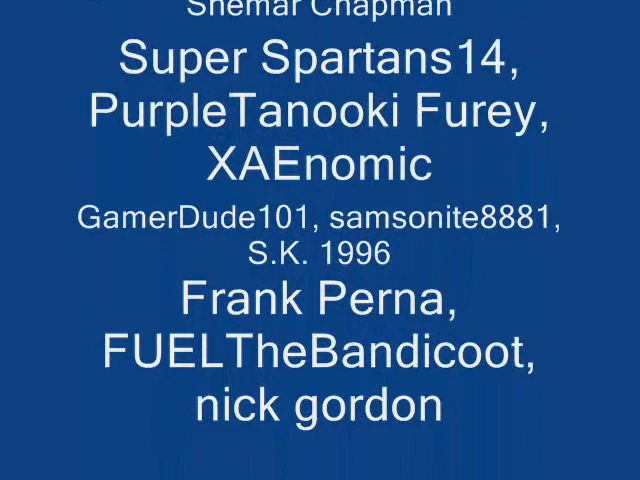 Shemar Chapman
Super Spartans14,
PurpleTanooki Furey,
XAEnomic
GamerDude101, samsonite8881,
S.K. 1996
Frank Perna,
FUELTheBandicoot,
nick gordon